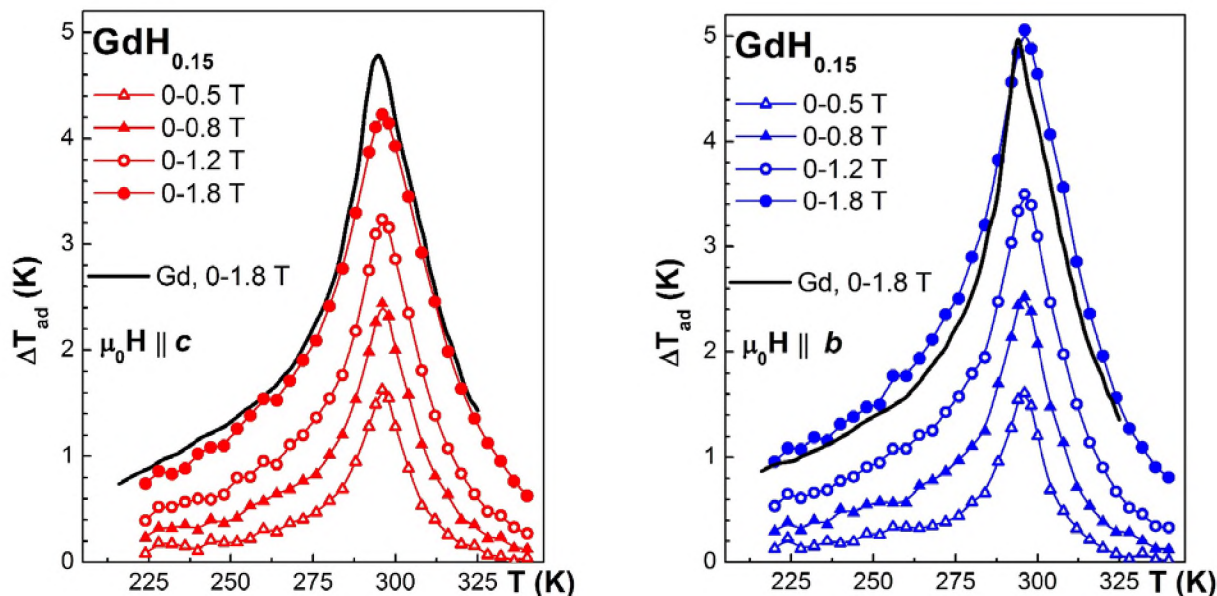 GdH0.15
0-0.5 T
0-0.8 T
0-1.2 T
0-1.8 T
Gd, 0-1.8 T
μ0H || c
ΔTad (K)
5
4
3
2
1
0
225 250 275 300 325 T (K)
GdH0.15
0-0.5 T
0-0.8 T
0-1.2 T
0-1.8 T
Gd, 0-1.8 T
μ0H || b
ΔTad (K)
5
4
3
2
1
0
225 250 275 300 325 T (K)